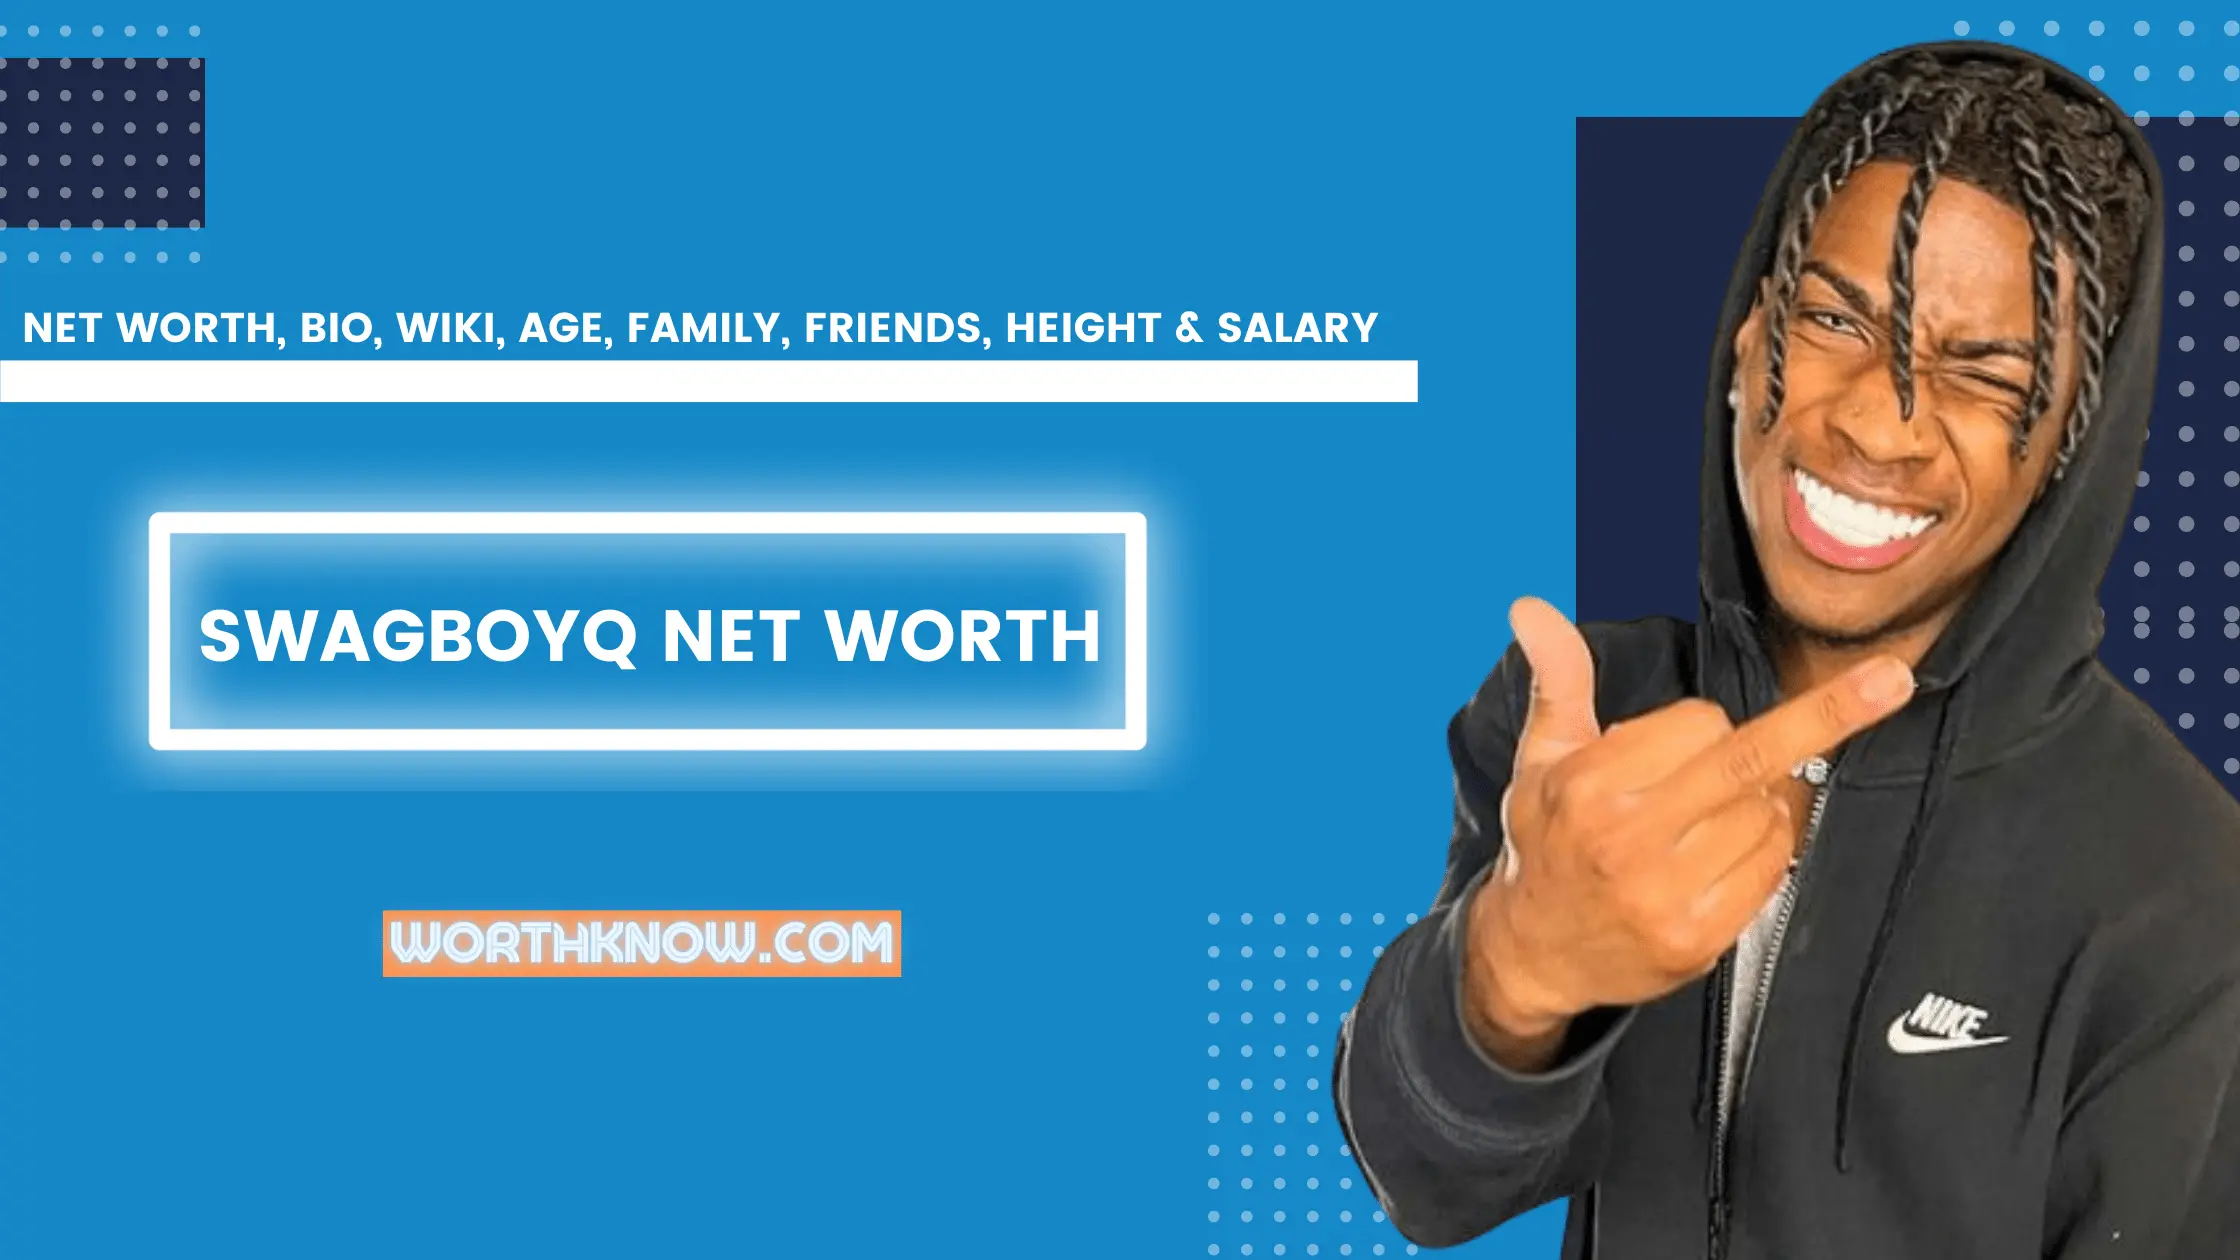 NET WORTH, BIO, WIKI, AGE, FAMILY, FRIENDS, HEIGHT & SALARY
SWAGBOYQ NET WORTH
WORTHKNOW.COM
NIKE